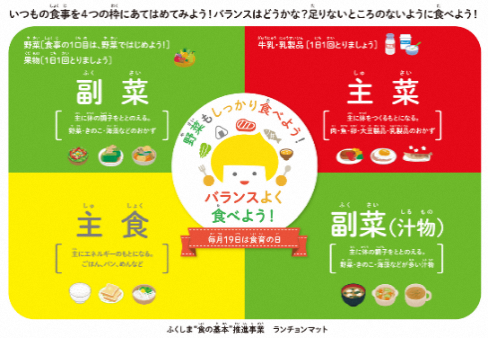 いつもの食事を４つの枠にあてはめてみよう！バランスはどうかな？足りないところのないように食べよう！
野菜[食事の1口目は、野菜ではじめよう！]
果物[1日1回とりましょう]
牛乳・乳製品[1日1回とりましょう]
副菜
主に体の調子をととのえる。
野菜・きのこ・海藻などのおかず
主菜
主に体をつくるもとになる。
肉・魚・卵・大豆製品・乳製品のおかず
野菜もしっかり食べよう！
バランスよく
食べよう！
毎月19日は食育の日
主食
主にエネルギーのもとになる。
ごはん、パン、めんなど
副菜(汁物)
主に体の調子をととのえる。
野菜・きのこ・海藻などが多い汁物
ふくしま“食の基本”推進事業　ランチョンマット